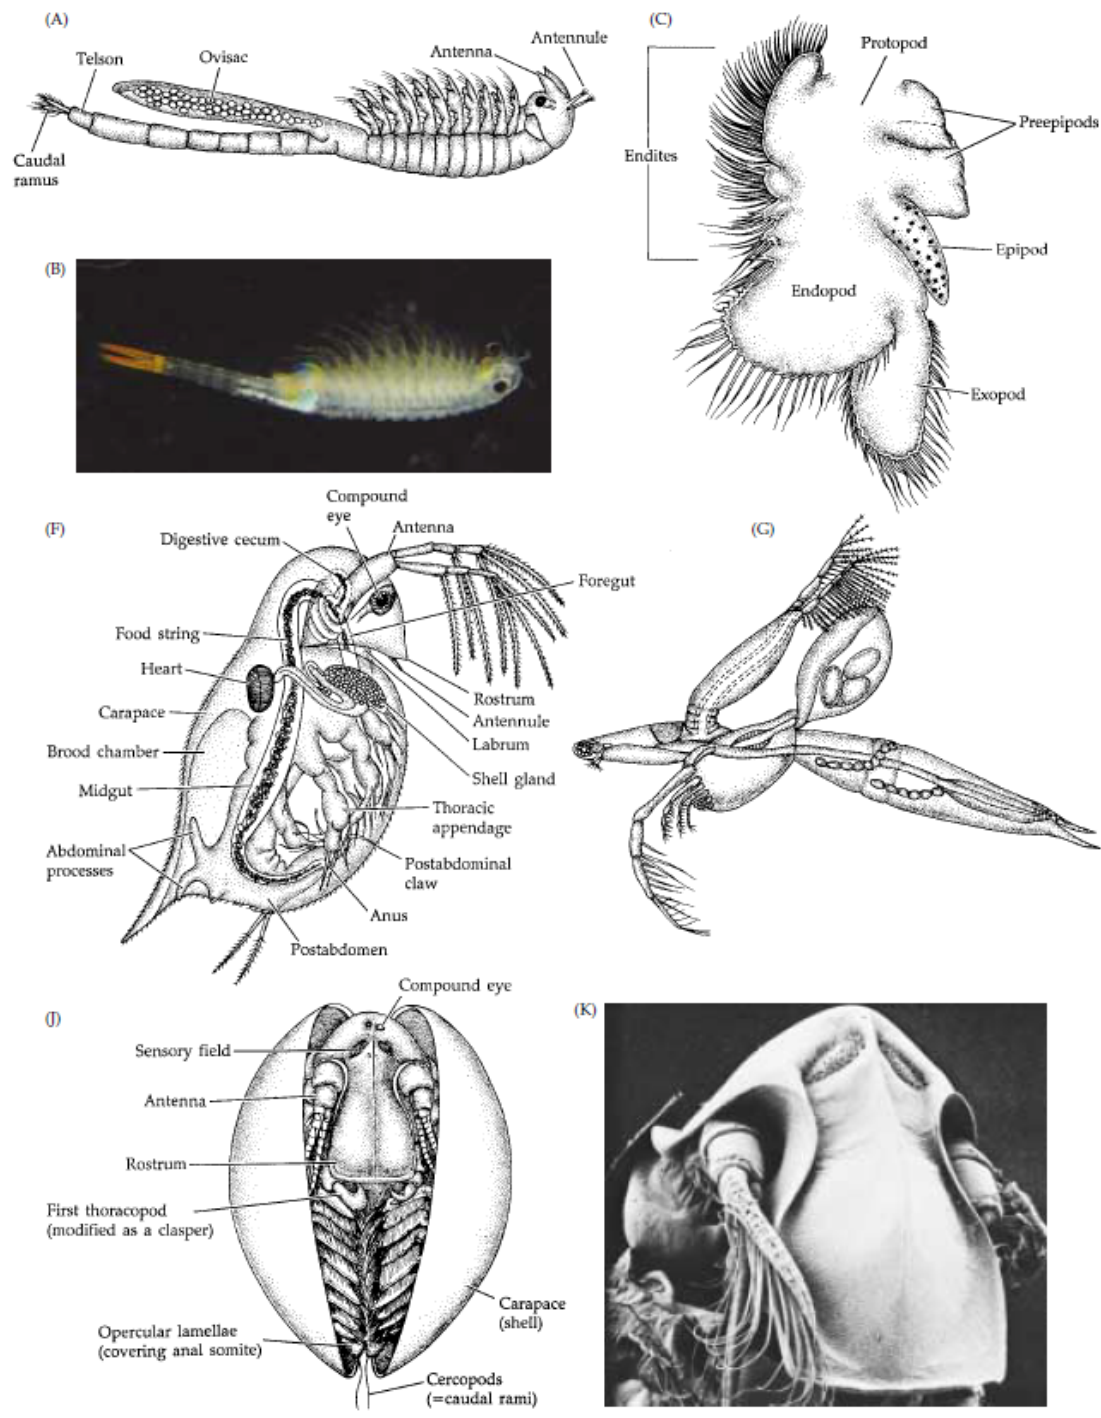 (A)
Telson
Ovisac
Antenna
Antennule
Caudal
ramus
(C)
Protopod
Preepipods
Endites
Epipod
Endopod
Exopod
(B)
(F)
Compound
eye
Antenna
Digestive cecum
Foregut
Food string
Heart
Carapace
Brood chamber
Midgut
Abdominal
processes
Rostrum
Antennule
Labrum
Shell gland
Thoracic
appendage
Postabdominal
claw
Anus
Postabdomen
(G)
(J)
Compound eye
Sensory field
Antenna
Rostrum
First thoracopod
(modified as a clasper)
Carapace
(shell)
Opercular lamellae
(covering anal somite)
Cercopods
(=caudal rami)
(K)